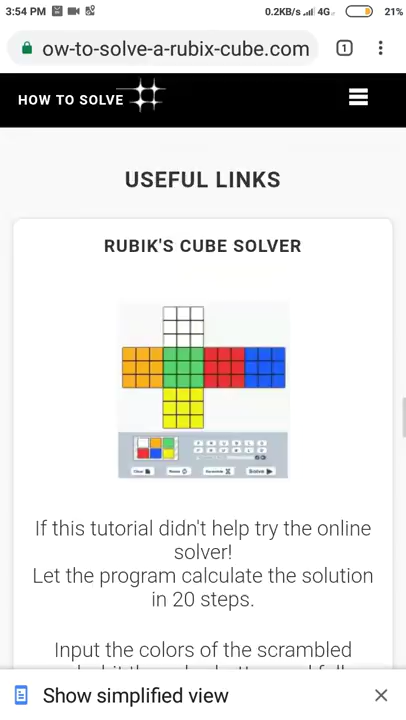 3:54 PM 0.2KB/s 4G 21%
ow-to-solve-a-rubix-cube.com 1
HOW TO SOLVE
USEFUL LINKS
RUBIK'S CUBE SOLVER
If this tutorial didn't help try the online
solver!
Let the program calculate the solution
in 20 steps.
Input the colors of the scrambled
Show simplified view